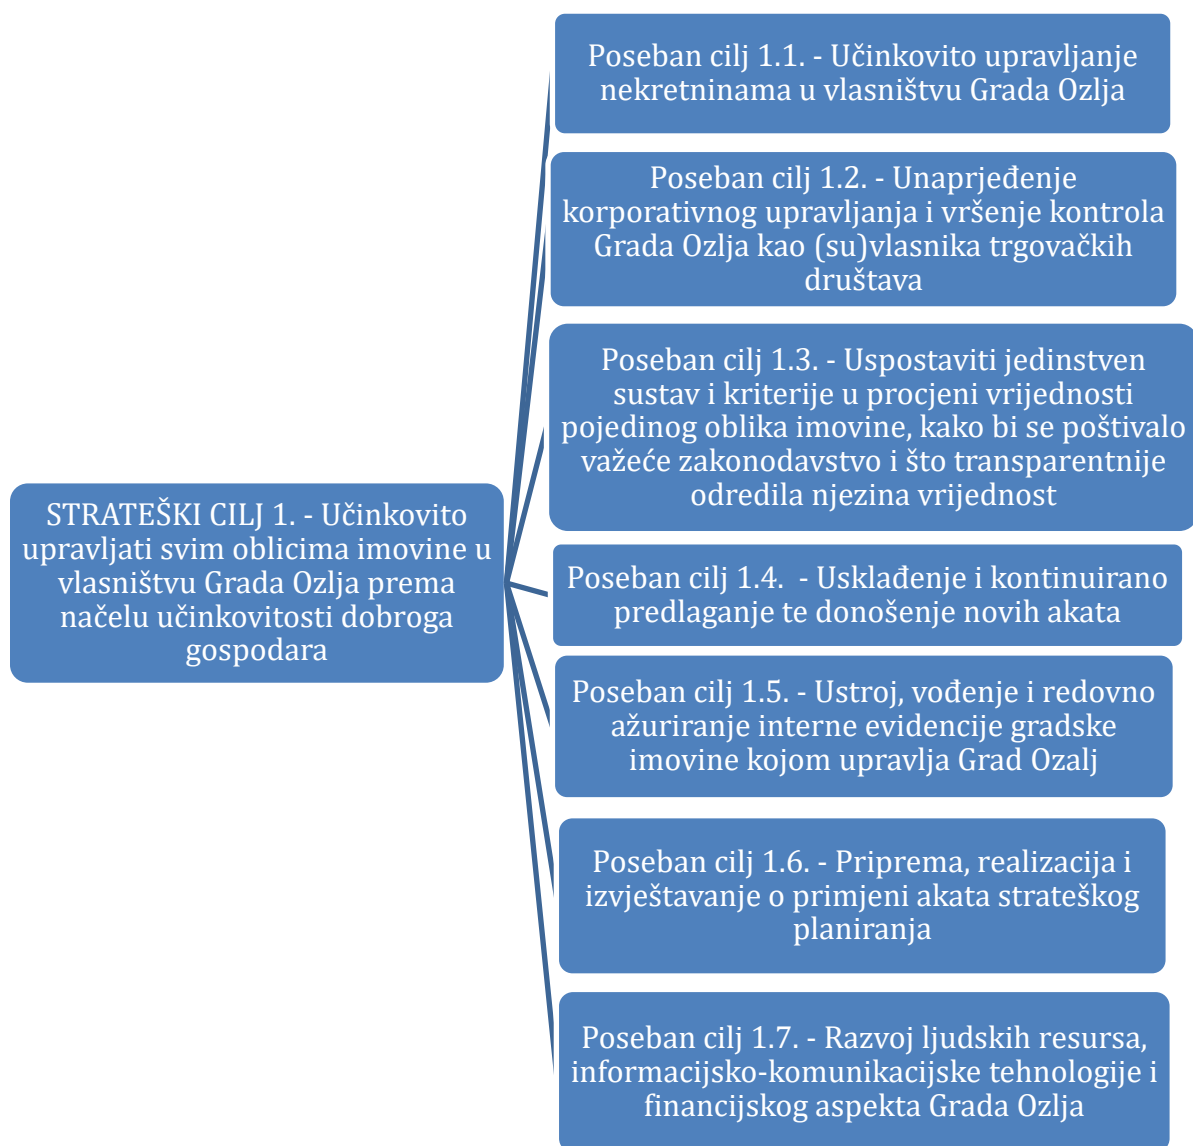 STRATEŠKI CILJ 1. - Učinkovito
upravljati svim oblicima imovine u
vlasništvu Grada Ozlja prema
načelu učinkovitosti dobroga
gospodara
Poseban cilj 1.1. - Učinkovito upravljanje
nekretninama u vlasništvu Grada Ozlja
Poseban cilj 1.2. - Unaprjeđenje
korporativnog upravljanja i vršenje kontrola
Grada Ozlja kao (su)vlasnika trgovačkih
društava
Poseban cilj 1.3. - Uspostaviti jedinstven
sustav i kriterije u procjeni vrijednosti
pojedinog oblika imovine, kako bi se poštivalo
važeće zakonodavstvo i što transparentnije
odredila njezina vrijednost
Poseban cilj 1.4.  - Usklađenje i kontinuirano
predlaganje te donošenje novih akata
Poseban cilj 1.5. - Ustroj, vođenje i redovno
ažuriranje interne evidencije gradske
imovine kojom upravlja Grad Ozalj
Poseban cilj 1.6. - Priprema, realizacija i
izvještavanje o primjeni akata strateškog
planiranja
Poseban cilj 1.7. - Razvoj ljudskih resursa,
informacijsko-komunikacijske tehnologije i
financijskog aspekta Grada Ozlja